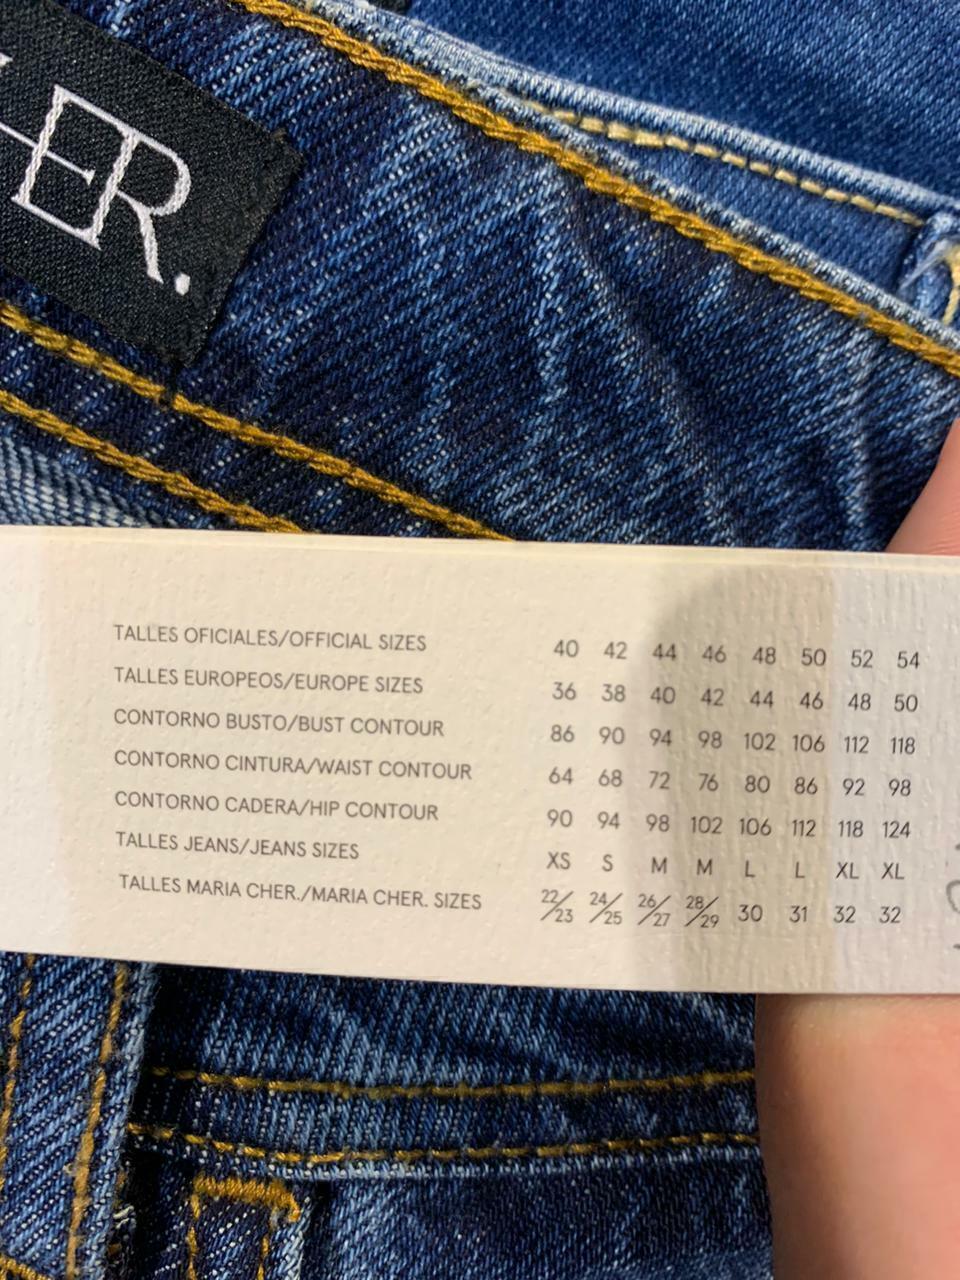 HER.
TALLES OFICIALES/OFFICIAL SIZES 40 42 44 46 48 50 52 54
TALLES EUROPEOS/EUROPE SIZES 36 38 40 42 44 46 48 50
CONTORNO BUSTO/BUST CONTOUR 86 90 94 98 102 106 112 118
CONTORNO CINTURA/WAIST CONTOUR 64 68 72 76 80 86 92 98
CONTORNO CADERA/HIP CONTOUR 90 94 98 102 106 112 118 124
TALLES JEANS/JEANS SIZES XS S M M L L XL XL
TALLES MARIA CHER./MARIA CHER. SIZES 22/23 24/25 26/27 28/29 30 31 32 32